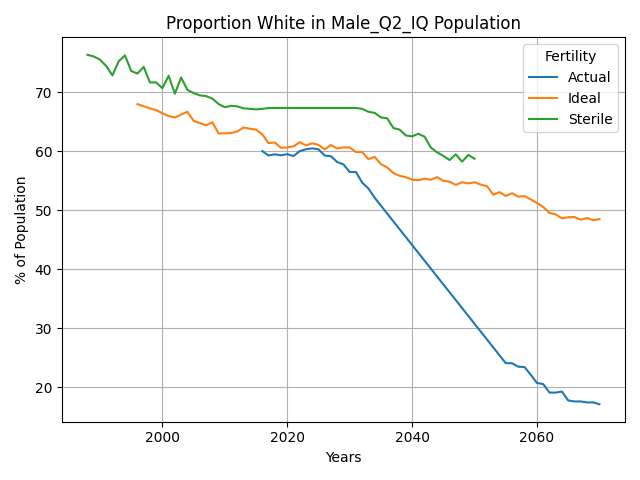 Proportion White in Male_Q2_IQ Population
% of Population
70
60
50
40
30
20
2000
2020
2040
2060
Years
Fertility
Actual
Ideal
Sterile